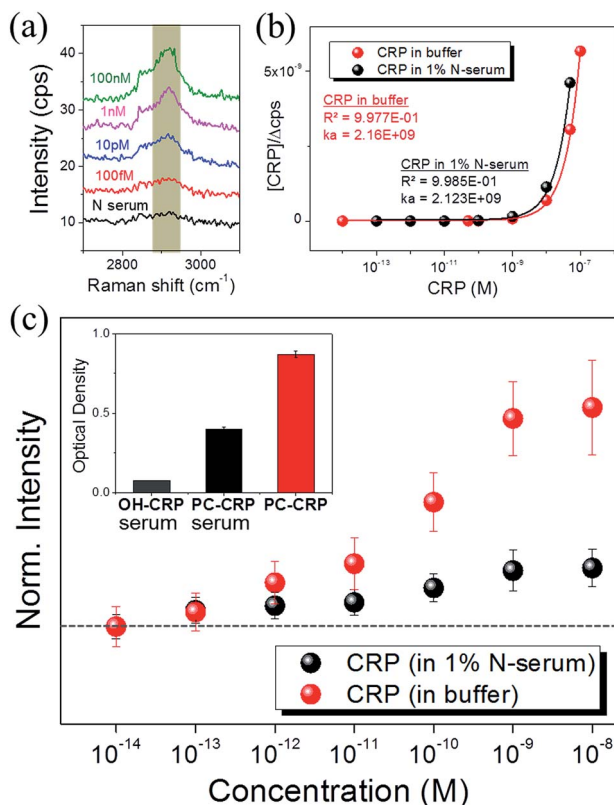 (a)
Intensity (cps)
40
30
20
10
100nM
1nM
10pM
100fM
N serum
2800
3000
Raman shift (cm⁻¹)
(b)
[CRP]/Δcps
5x10⁻⁹
0
CRP in buffer
CRP in 1% N-serum
CRP in buffer
R² = 9.977E-01
ka = 2.16E+09
CRP in 1% N-serum
R² = 9.985E-01
ka = 2.123E+09
10⁻¹³ 10⁻¹¹ 10⁻⁹ 10⁻⁷
CRP (M)
(c)
Norm. Intensity
Optical Density
1.0
0.5
0.0
OH-CRP PC-CRP PC-CRP
serum serum
CRP (in 1% N-serum)
CRP (in buffer)
10⁻¹⁴ 10⁻¹³ 10⁻¹² 10⁻¹¹ 10⁻¹⁰ 10⁻⁹ 10⁻⁸
Concentration (M)